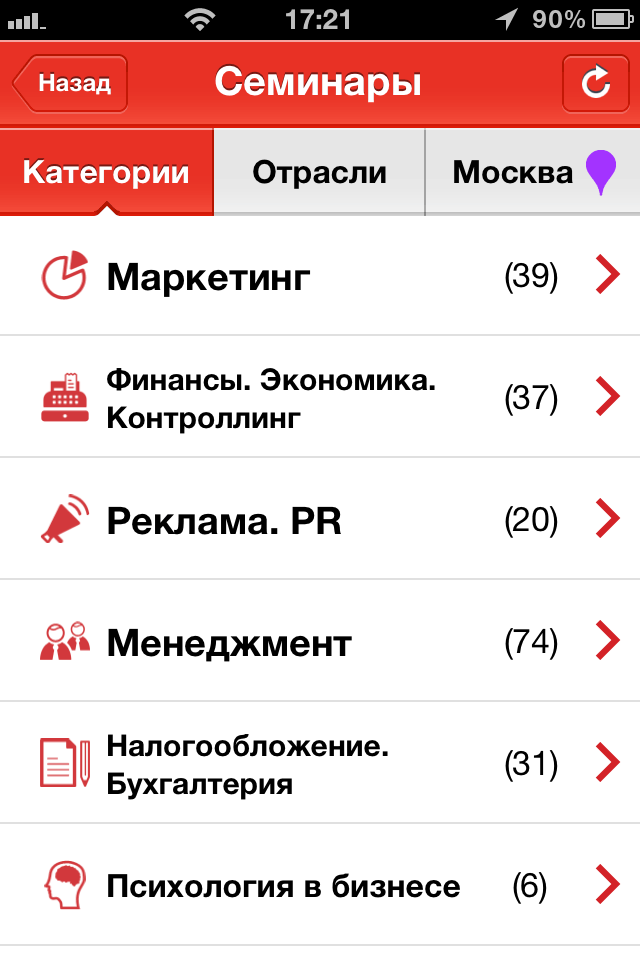 17:21 90%
Назад Семинары
Категории Отрасли Москва
Маркетинг (39)
Финансы. Экономика.
Контроллинг (37)
Реклама. PR (20)
Менеджмент (74)
Налогообложение.
Бухгалтерия (31)
Психология в бизнесе (6)